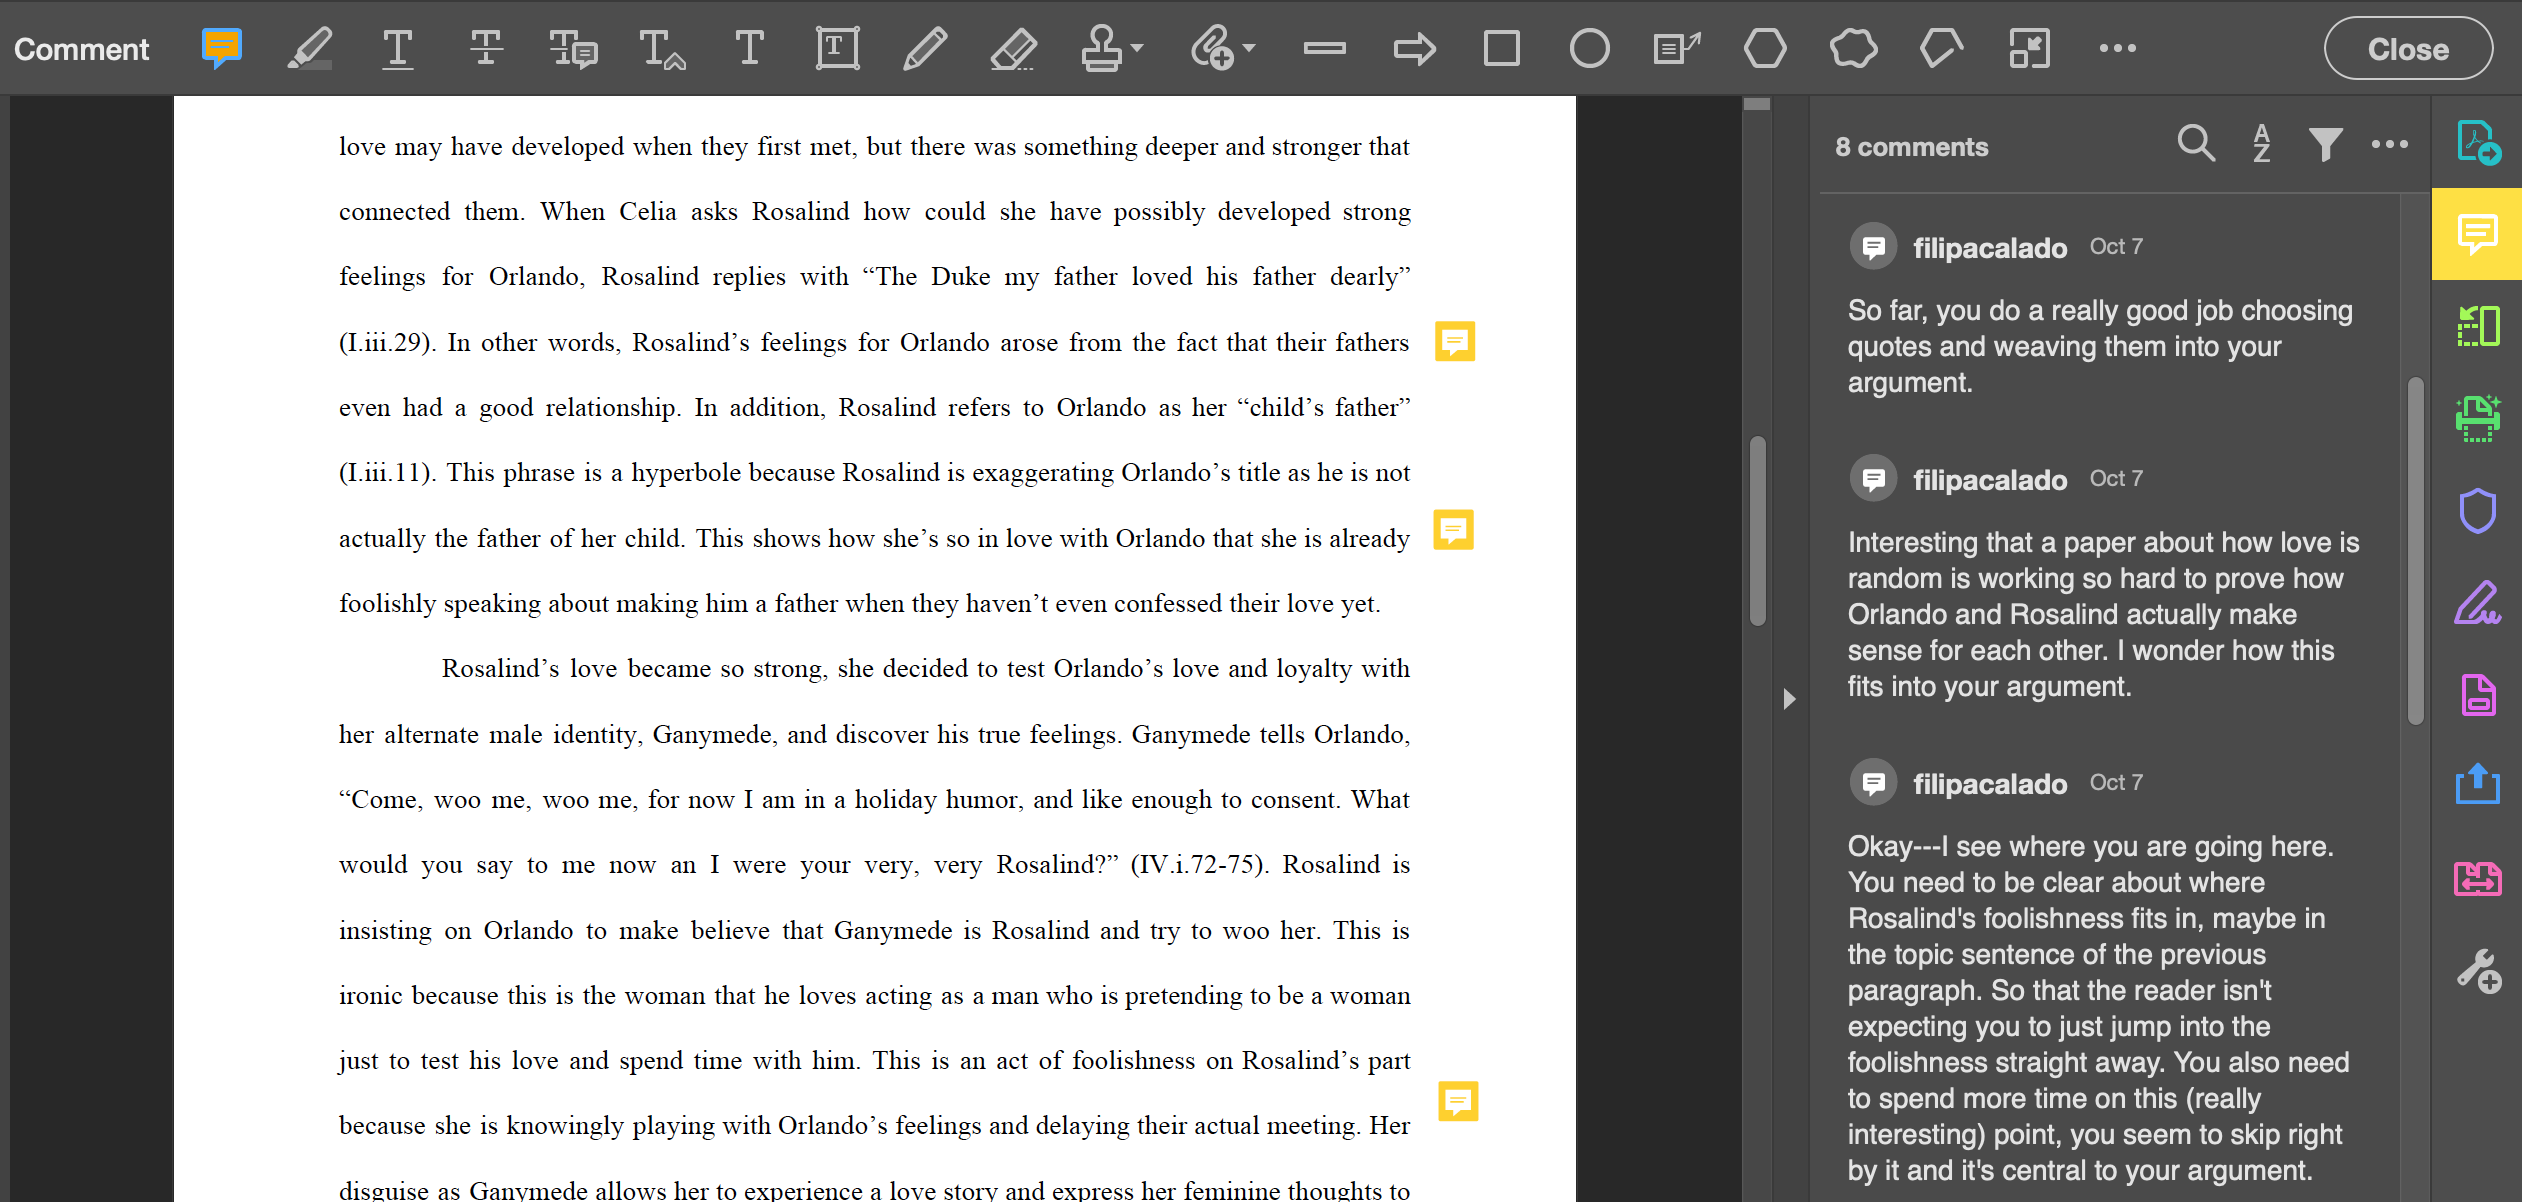 Comment
Close
love may have developed when they first met, but there was something deeper and stronger that
connected them. When Celia asks Rosalind how could she have possibly developed strong
feelings for Orlando, Rosalind replies with “The Duke my father loved his father dearly”
(I.iii.29). In other words, Rosalind’s feelings for Orlando arose from the fact that their fathers
even had a good relationship. In addition, Rosalind refers to Orlando as her “child’s father”
(I.iii.11). This phrase is a hyperbole because Rosalind is exaggerating Orlando’s title as he is not
actually the father of her child. This shows how she’s so in love with Orlando that she is already
foolishly speaking about making him a father when they haven’t even confessed their love yet.
Rosalind’s love became so strong, she decided to test Orlando’s love and loyalty with
her alternate male identity, Ganymede, and discover his true feelings. Ganymede tells Orlando,
“Come, woo me, woo me, for now I am in a holiday humor, and like enough to consent. What
would you say to me now an I were your very, very Rosalind?” (IV.i.72-75). Rosalind is
insisting on Orlando to make believe that Ganymede is Rosalind and try to woo her. This is
ironic because this is the woman that he loves acting as a man who is pretending to be a woman
just to test his love and spend time with him. This is an act of foolishness on Rosalind’s part
because she is knowingly playing with Orlando’s feelings and delaying their actual meeting. Her
disguise as Ganymede allows her to experience a love story and express her feminine thoughts to
8 comments
A
Z
filipacalado Oct 7
So far, you do a really good job choosing
quotes and weaving them into your
argument.
filipacalado Oct 7
Interesting that a paper about how love is
random is working so hard to prove how
Orlando and Rosalind actually make
sense for each other. I wonder how this
fits into your argument.
filipacalado Oct 7
Okay---I see where you are going here.
You need to be clear about where
Rosalind's foolishness fits in, maybe in
the topic sentence of the previous
paragraph. So that the reader isn't
expecting you to just jump into the
foolishness straight away. You also need
to spend more time on this (really
interesting) point, you seem to skip right
by it and it's central to your argument.